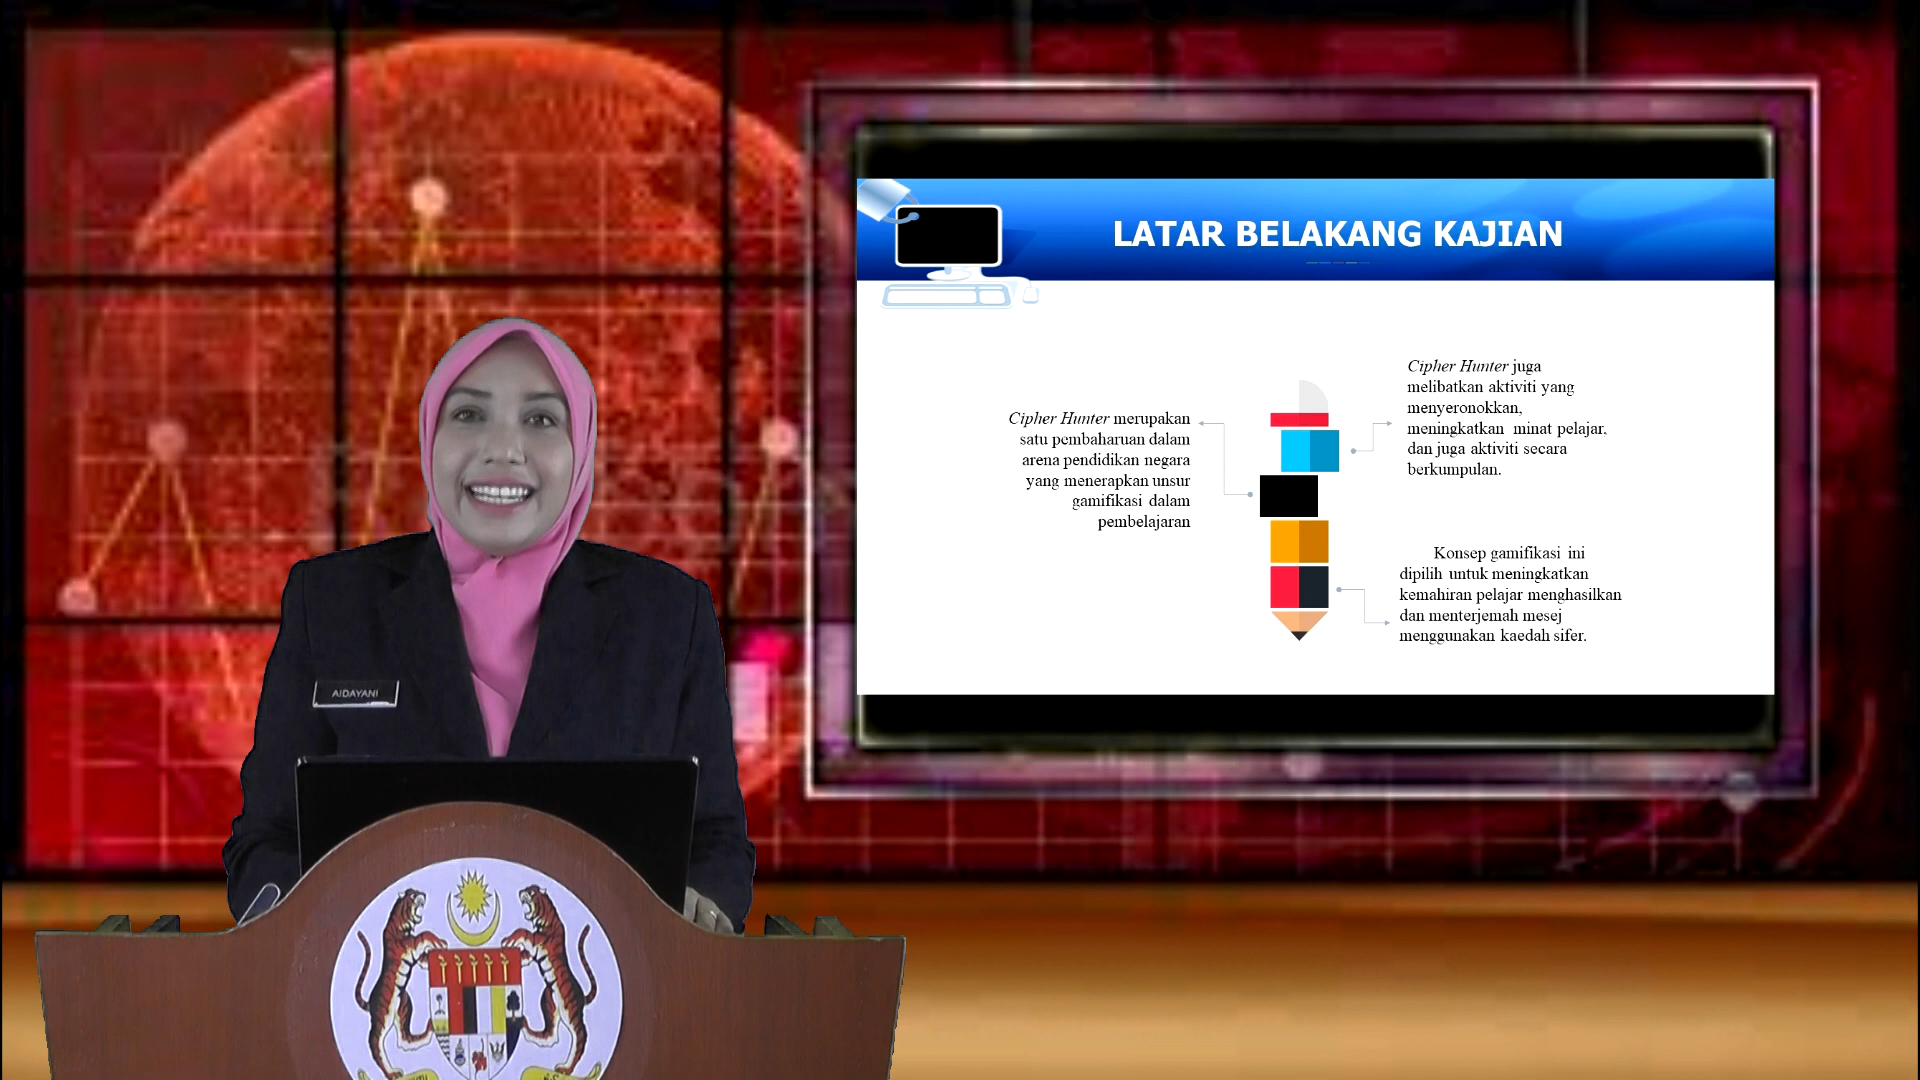 LATAR BELAKANG KAJIAN
Cipher Hunter merupakan
satu pembaharuan dalam
arena pendidikan negara
yang menerapkan unsur
gamifikasi dalam
pembelajaran
Cipher Hunter juga
melibatkan aktiviti yang
menyeronokkan,
meningkatkan minat pelajar,
dan juga aktiviti secara
berkumpulan.
Konsep gamifikasi ini
dipilih untuk meningkatkan
kemahiran pelajar menghasilkan
dan menterjemah mesej
menggunakan kaedah sifer.
AIDAYANI